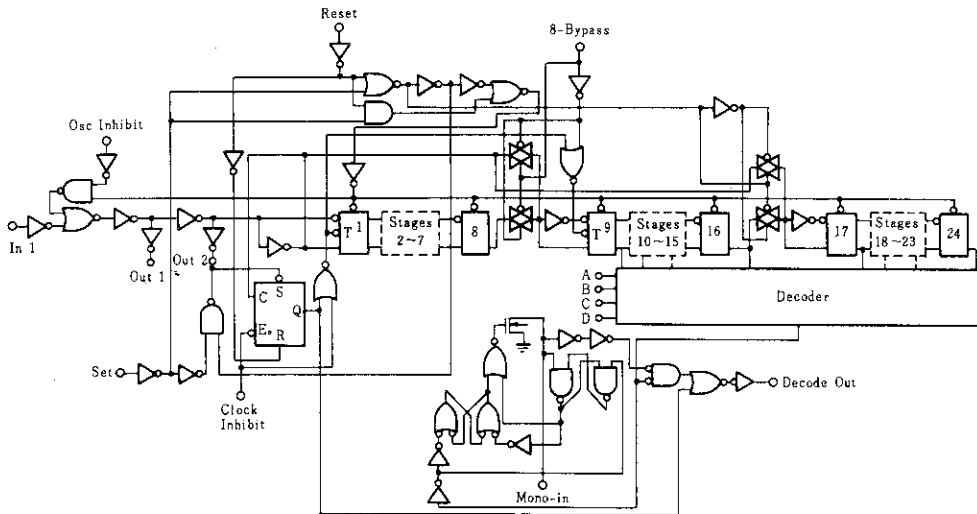 Reset
8-Bypass
Osc Inhibit
In 1
Out 1
Out 2
T 1
Stages
2~7
8
T 9
Stages
10~15
16
17
Stages
18~23
24
C
S
Q
E
R
A
B
C
D
Decoder
Set
Clock
Inhibit
Mono-in
Decode Out